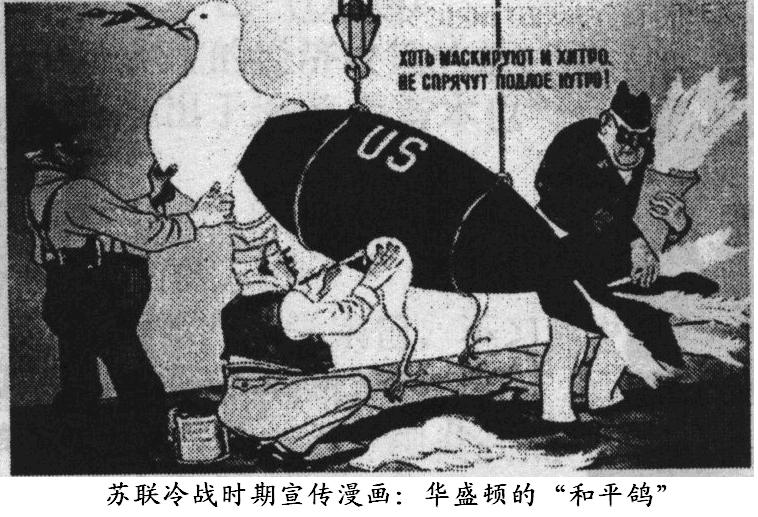 ХОТЬ МАСКИРУЮТ И ХИТРО,
НЕ СПРЯЧУТ ПОДЛОЕ НУТРО!
US
苏联冷战时期宣传漫画：华盛顿的“和平鸽”